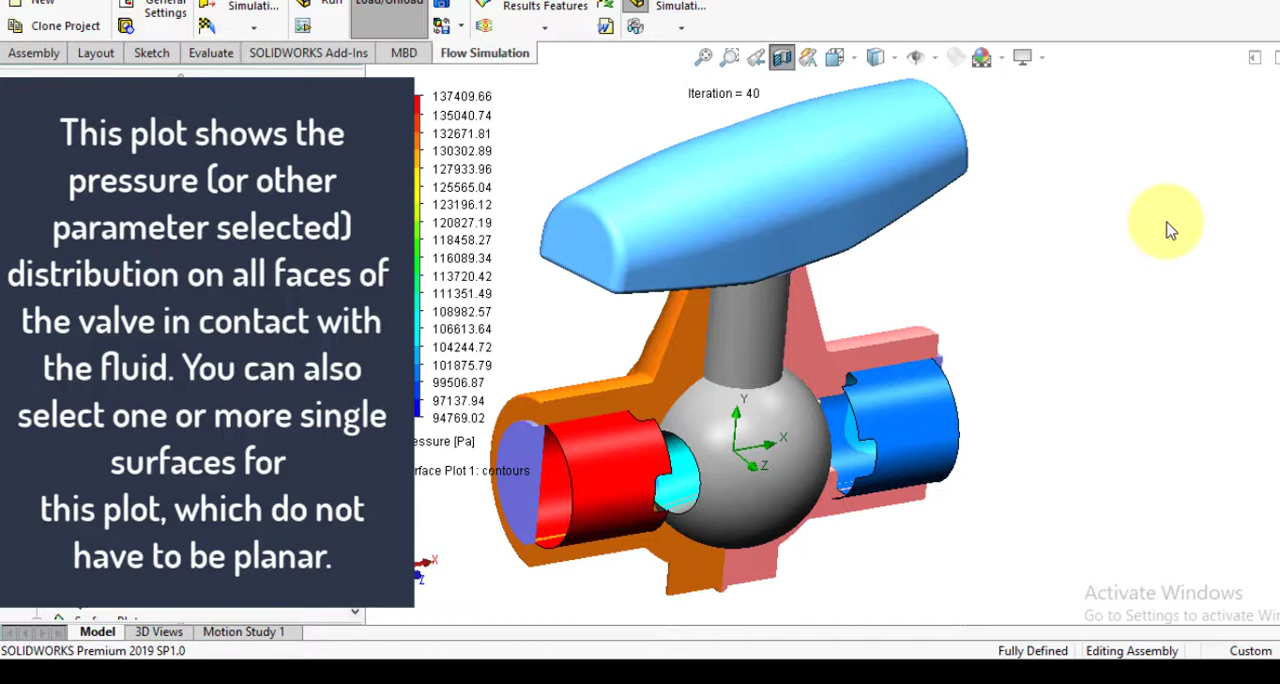 New
General
Settings
Simulati...
Run
Load/Unload
Results Features
Simulati...
Clone Project
Assembly
Layout
Sketch
Evaluate
SOLIDWORKS Add-Ins
MBD
Flow Simulation
This plot shows the
pressure (or other
parameter selected)
distribution on all faces of
the valve in contact with
the fluid. You can also
select one or more single
surfaces for
this plot, which do not
have to be planar.
137409.66
135040.74
132671.81
130302.89
127933.96
125565.04
123196.12
120827.19
118458.27
116089.34
113720.42
111351.49
108982.57
106613.64
104244.72
101875.79
99506.87
97137.94
94769.02
essure [Pa]
rface Plot 1: contours
Iteration = 40
Y
X
Z
X
Z
Activate Windows
Go to Settings to activate Win
Model
3D Views
Motion Study 1
SOLIDWORKS Premium 2019 SP1.0
Fully Defined
Editing Assembly
Custom